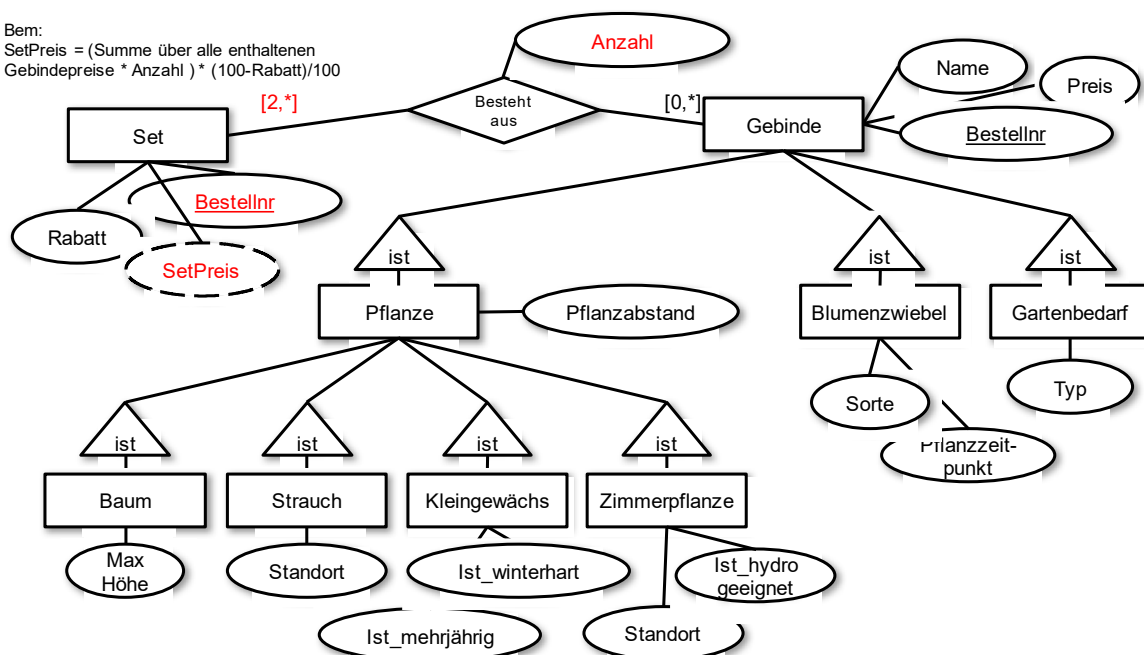 Bem:
SetPreis = (Summe über alle enthaltenen
Gebindepreise * Anzahl ) * (100-Rabatt)/100
Anzahl
Name
Preis
[2,*]
Besteht
aus
[0,*]
Set
Gebinde
Bestellnr
Bestellnr
Rabatt
SetPreis
ist
ist
ist
Pflanze
Pflanzabstand
Blumenzwiebel
Gartenbedarf
Sorte
Typ
Pflanzzeit-
punkt
ist
ist
ist
ist
Baum
Strauch
Kleingewächs
Zimmerpflanze
Max
Höhe
Standort
Ist_winterhart
Ist_hydro
geeignet
Ist_mehrjährig
Standort